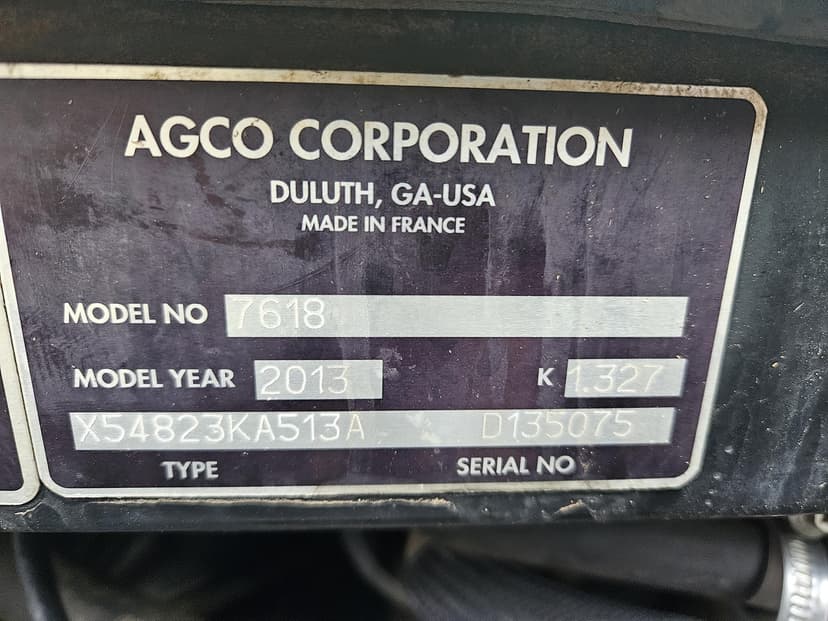 AGCO CORPORATION
DULUTH, GA-USA
MADE IN FRANCE
MODEL NO 7618
MODEL YEAR 2013 K 1.327
X54823KA513A D135075
TYPE SERIAL NO